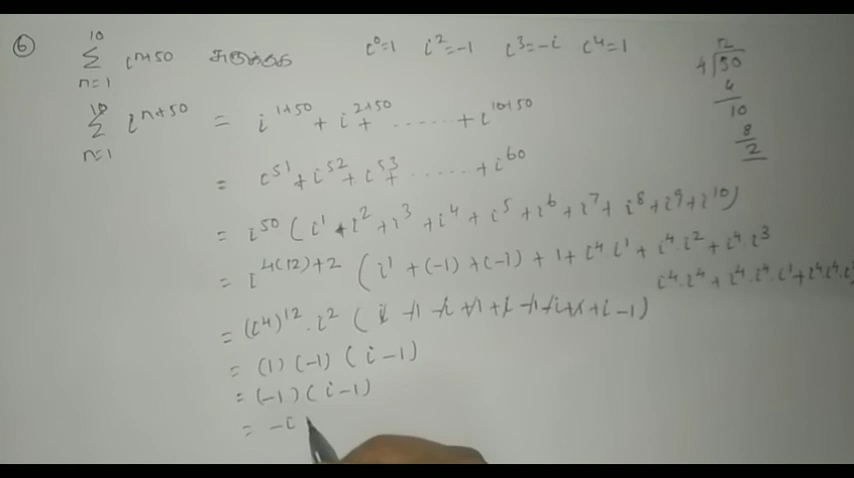 ⑥ 10 Σ n=1 i^n+50 சுருக்குக i^0=1 i^2=-1 i^3=-i i^4=1
10 Σ n=1 i^n+50 = i^1+50 + i^2+50 + ...... + i^10+50
= i^51 + i^52 + i^53 + ...... + i^60
= i^50 (i^1 + i^2 + i^3 + i^4 + i^5 + i^6 + i^7 + i^8 + i^9 + i^10)
= i^4(12)+2 (i^1 + (-1) + (-1) + 1 + i^4.i^1 + i^4.i^2 + i^4.i^3
i^4.i^4 + i^4.i^4.i^1 + i^4.i^4.i
= (i^4)^12 . i^2 (i -1 -i +1 +i -1 -i +1 +i -1)
= (1) (-1) (i-1)
= (-1) (i-1)
= -i
12
4 50
4
10
8
2